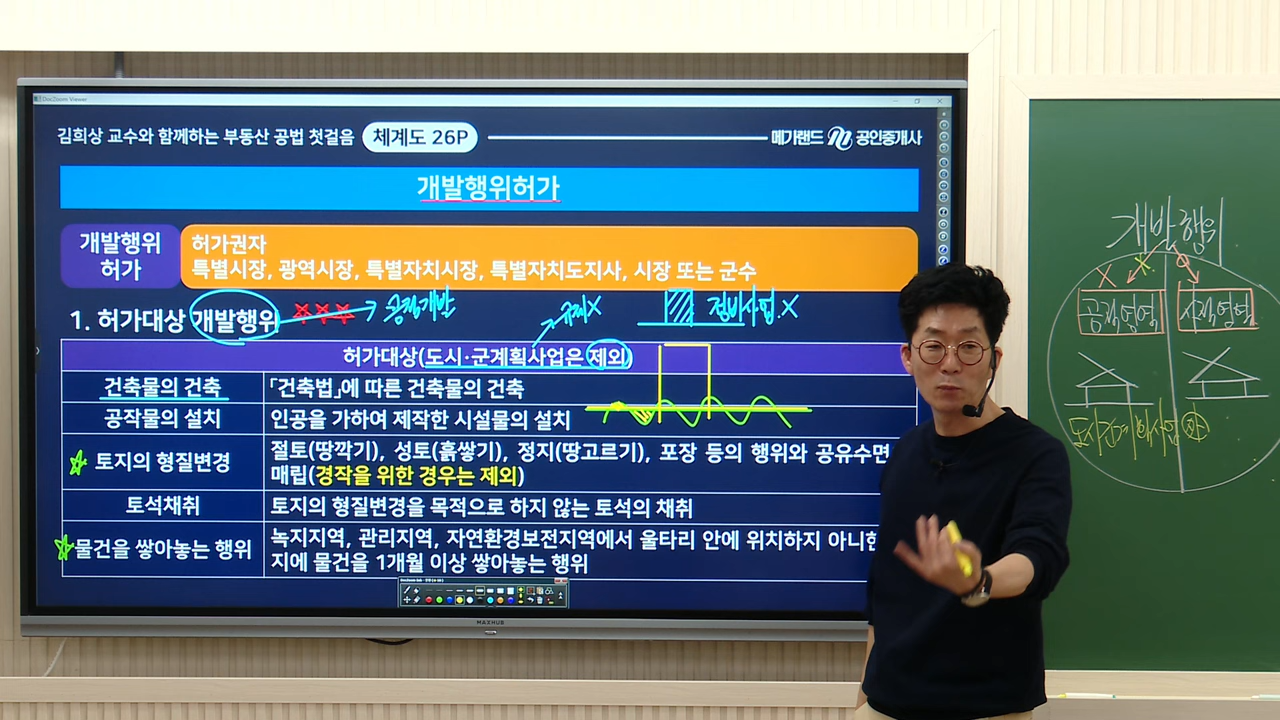 Doc2oom Viewer
김희상 교수와 함께하는 부동산 공법 첫걸음 체계도 26P 메가랜드 공인중개사
개발행위허가
개발행위
허가
허가권자
특별시장, 광역시장, 특별자치시장, 특별자치도지사, 시장 또는 군수
1. 허가대상 개발행위
정비사업.X
허가대상(도시·군계획사업은 제외)
건축물의 건축 「건축법」에 따른 건축물의 건축
공작물의 설치 인공을 가하여 제작한 시설물의 설치
토지의 형질변경 절토(땅깍기), 성토(흙쌓기), 정지(땅고르기), 포장 등의 행위와 공유수면
매립(경작을 위한 경우는 제외)
토석채취 토지의 형질변경을 목적으로 하지 않는 토석의 채취
물건을 쌓아놓는 행위 녹지지역, 관리지역, 자연환경보전지역에서 울타리 안에 위치하지 아니한
지에 물건을 1개월 이상 쌓아놓는 행위
MAXHUB
개발행위
공적영역 사적영역